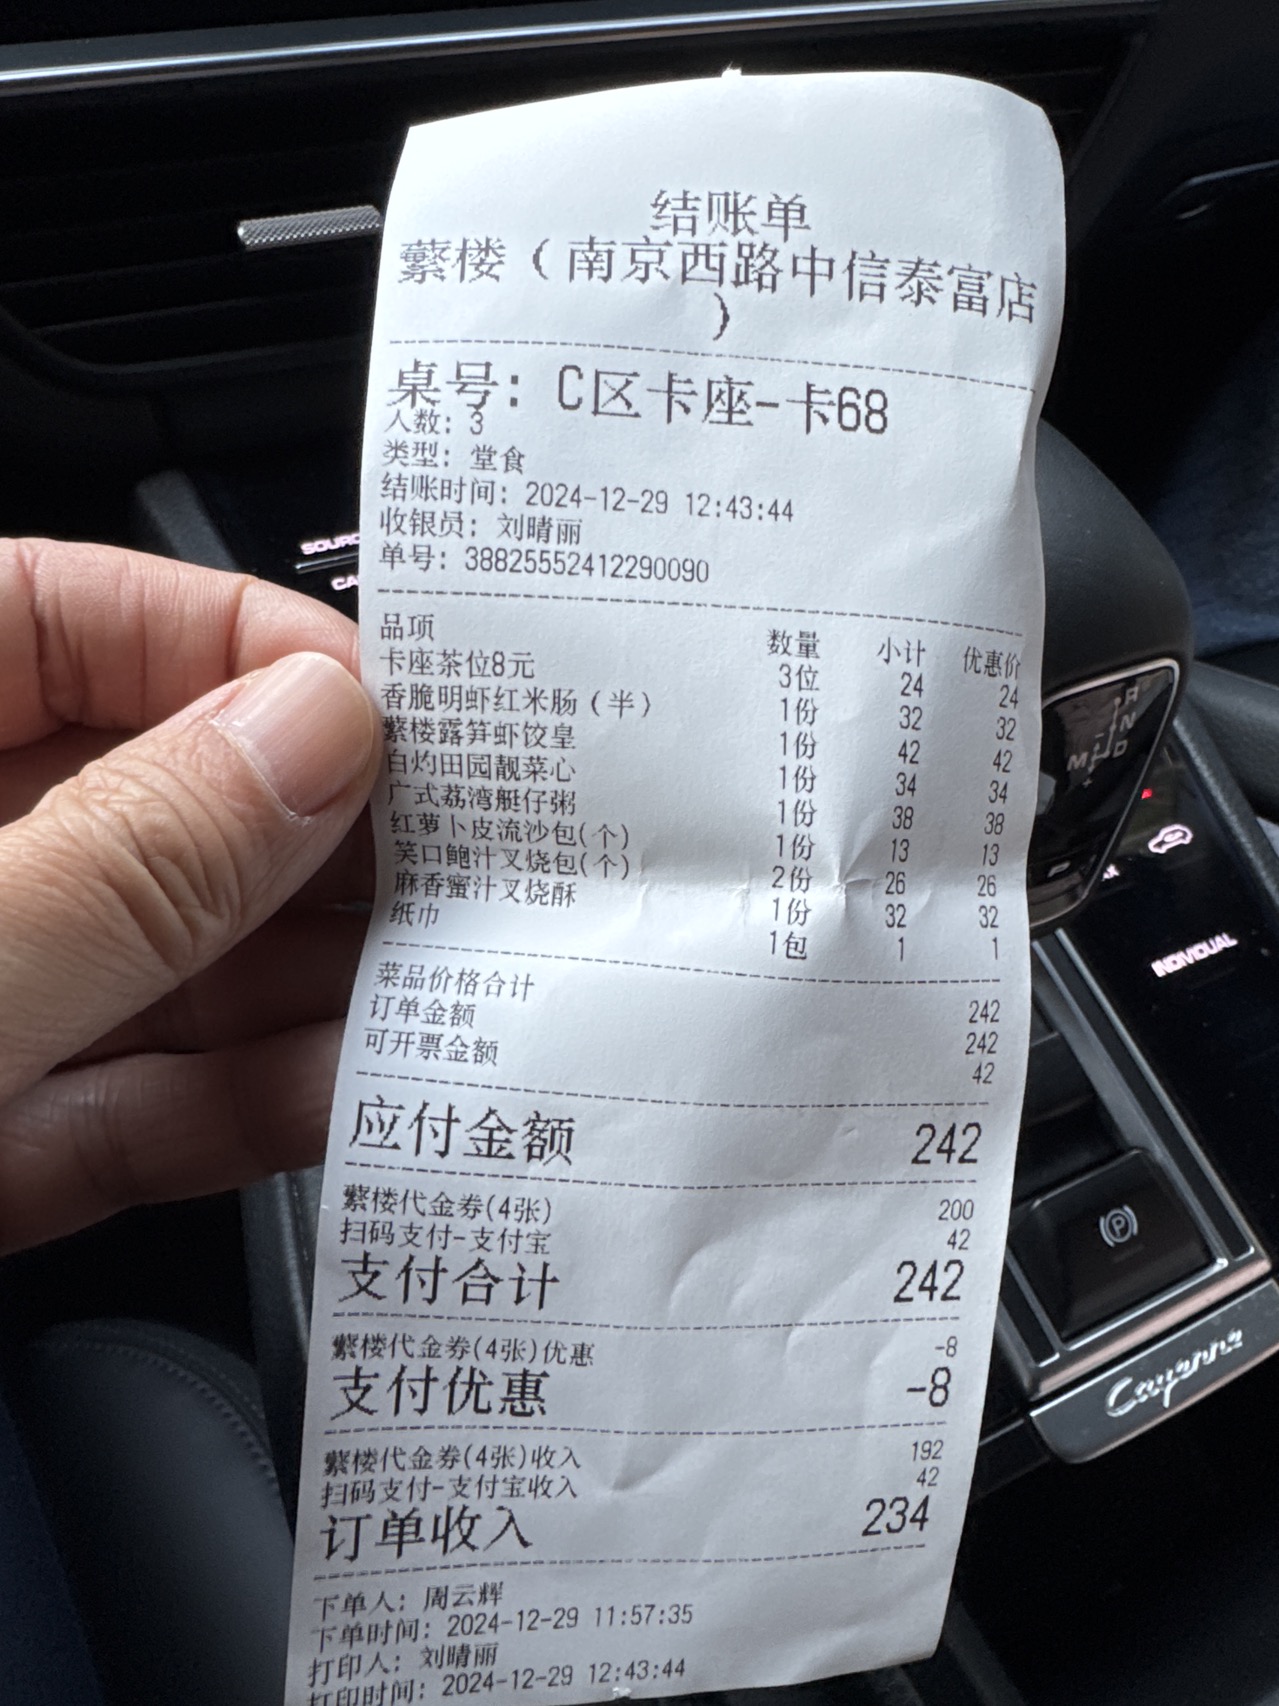 结账单
蘩楼（南京西路中信泰富店
）
桌号：C区卡座-卡68
人数：3
类型：堂食
结账时间：2024-12-29 12:43:44
收银员：刘晴丽
单号：38825552412290090
品项 数量 小计 优惠价
卡座茶位8元 3位 24 24
香脆明虾红米肠（半） 1份 32 32
蘩楼露笋虾饺皇 1份 42 42
白灼田园靓菜心 1份 34 34
广式荔湾艇仔粥 1份 38 38
红萝卜皮流沙包(个) 1份 13 13
笑口鲍汁叉烧包(个) 2份 26 26
麻香蜜汁叉烧酥 1份 32 32
纸巾 1包 1 1
菜品价格合计 242
订单金额 242
可开票金额 42
应付金额 242
蘩楼代金券(4张) 200
扫码支付-支付宝 42
支付合计 242
蘩楼代金券(4张)优惠 -8
支付优惠 -8
蘩楼代金券(4张)收入 192
扫码支付-支付宝收入 42
订单收入 234
下单人：周云辉
下单时间：2024-12-29 11:57:35
打印人：刘晴丽
打印时间：2024-12-29 12:43:44
R
N
D
M
+
P
INDIVIDUAL
Cayenne